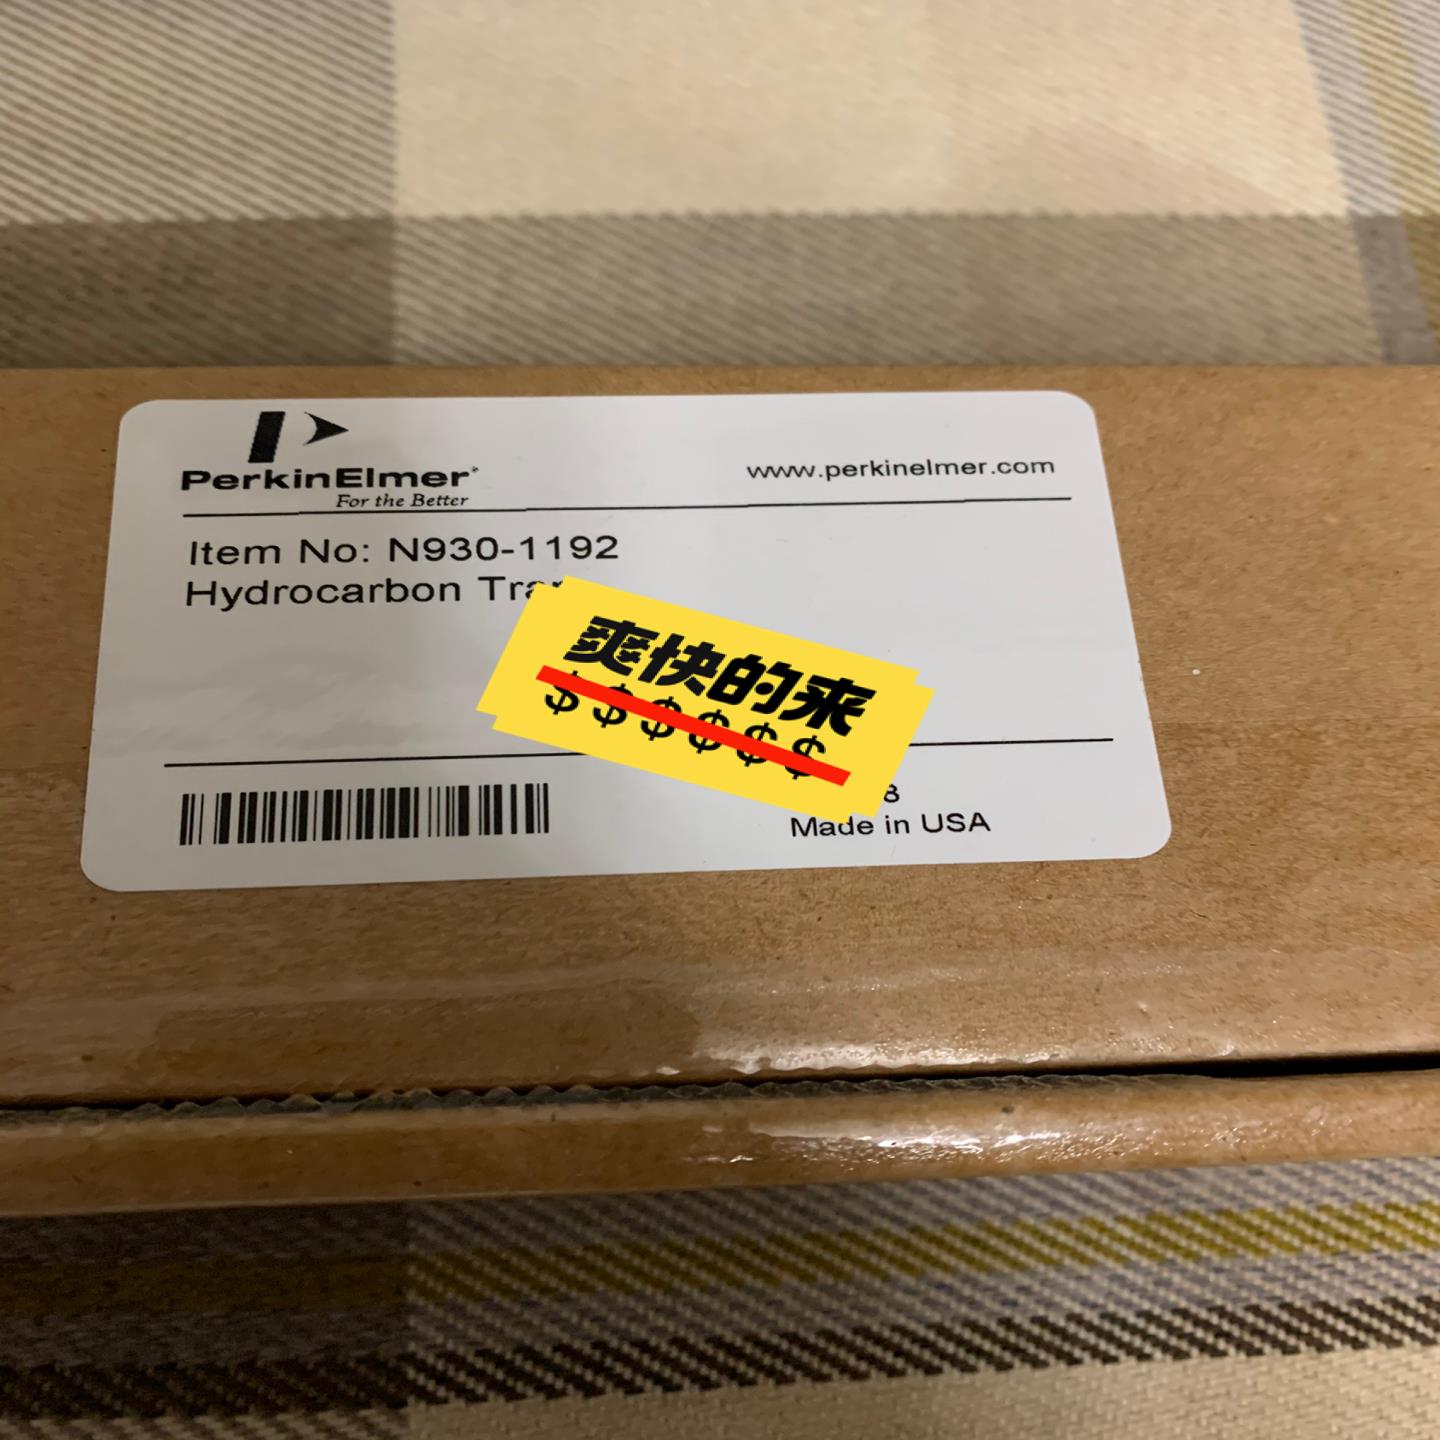 PerkinElmer
For the Better
www.perkinelmer.com
Item No: N930-1192
Hydrocarbon
爽快的来
$$$$$$
8
Made in USA